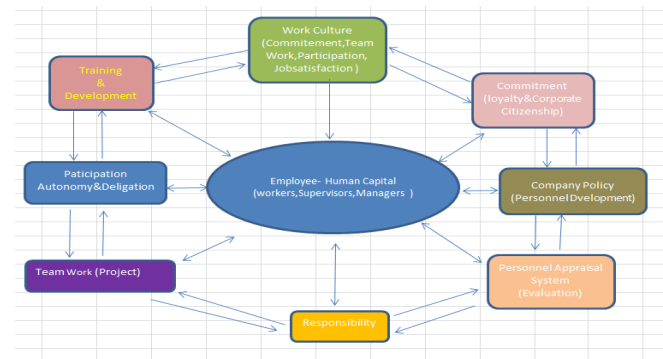 Work Culture
(Commitement,Team
Work,Participation,
Jobsatisfaction )
Training
&
Development
Commitment
(loyalty&Corporate
Citizenship)
Employee- Human Capital
(workers,Supervisors,Managers )
Paticipation
Autonomy&Deligation
Company Policy
(Personnel Dvelopment)
Team Work (Project)
Personnel Appraisal
System
(Evaluation)
Responsibility